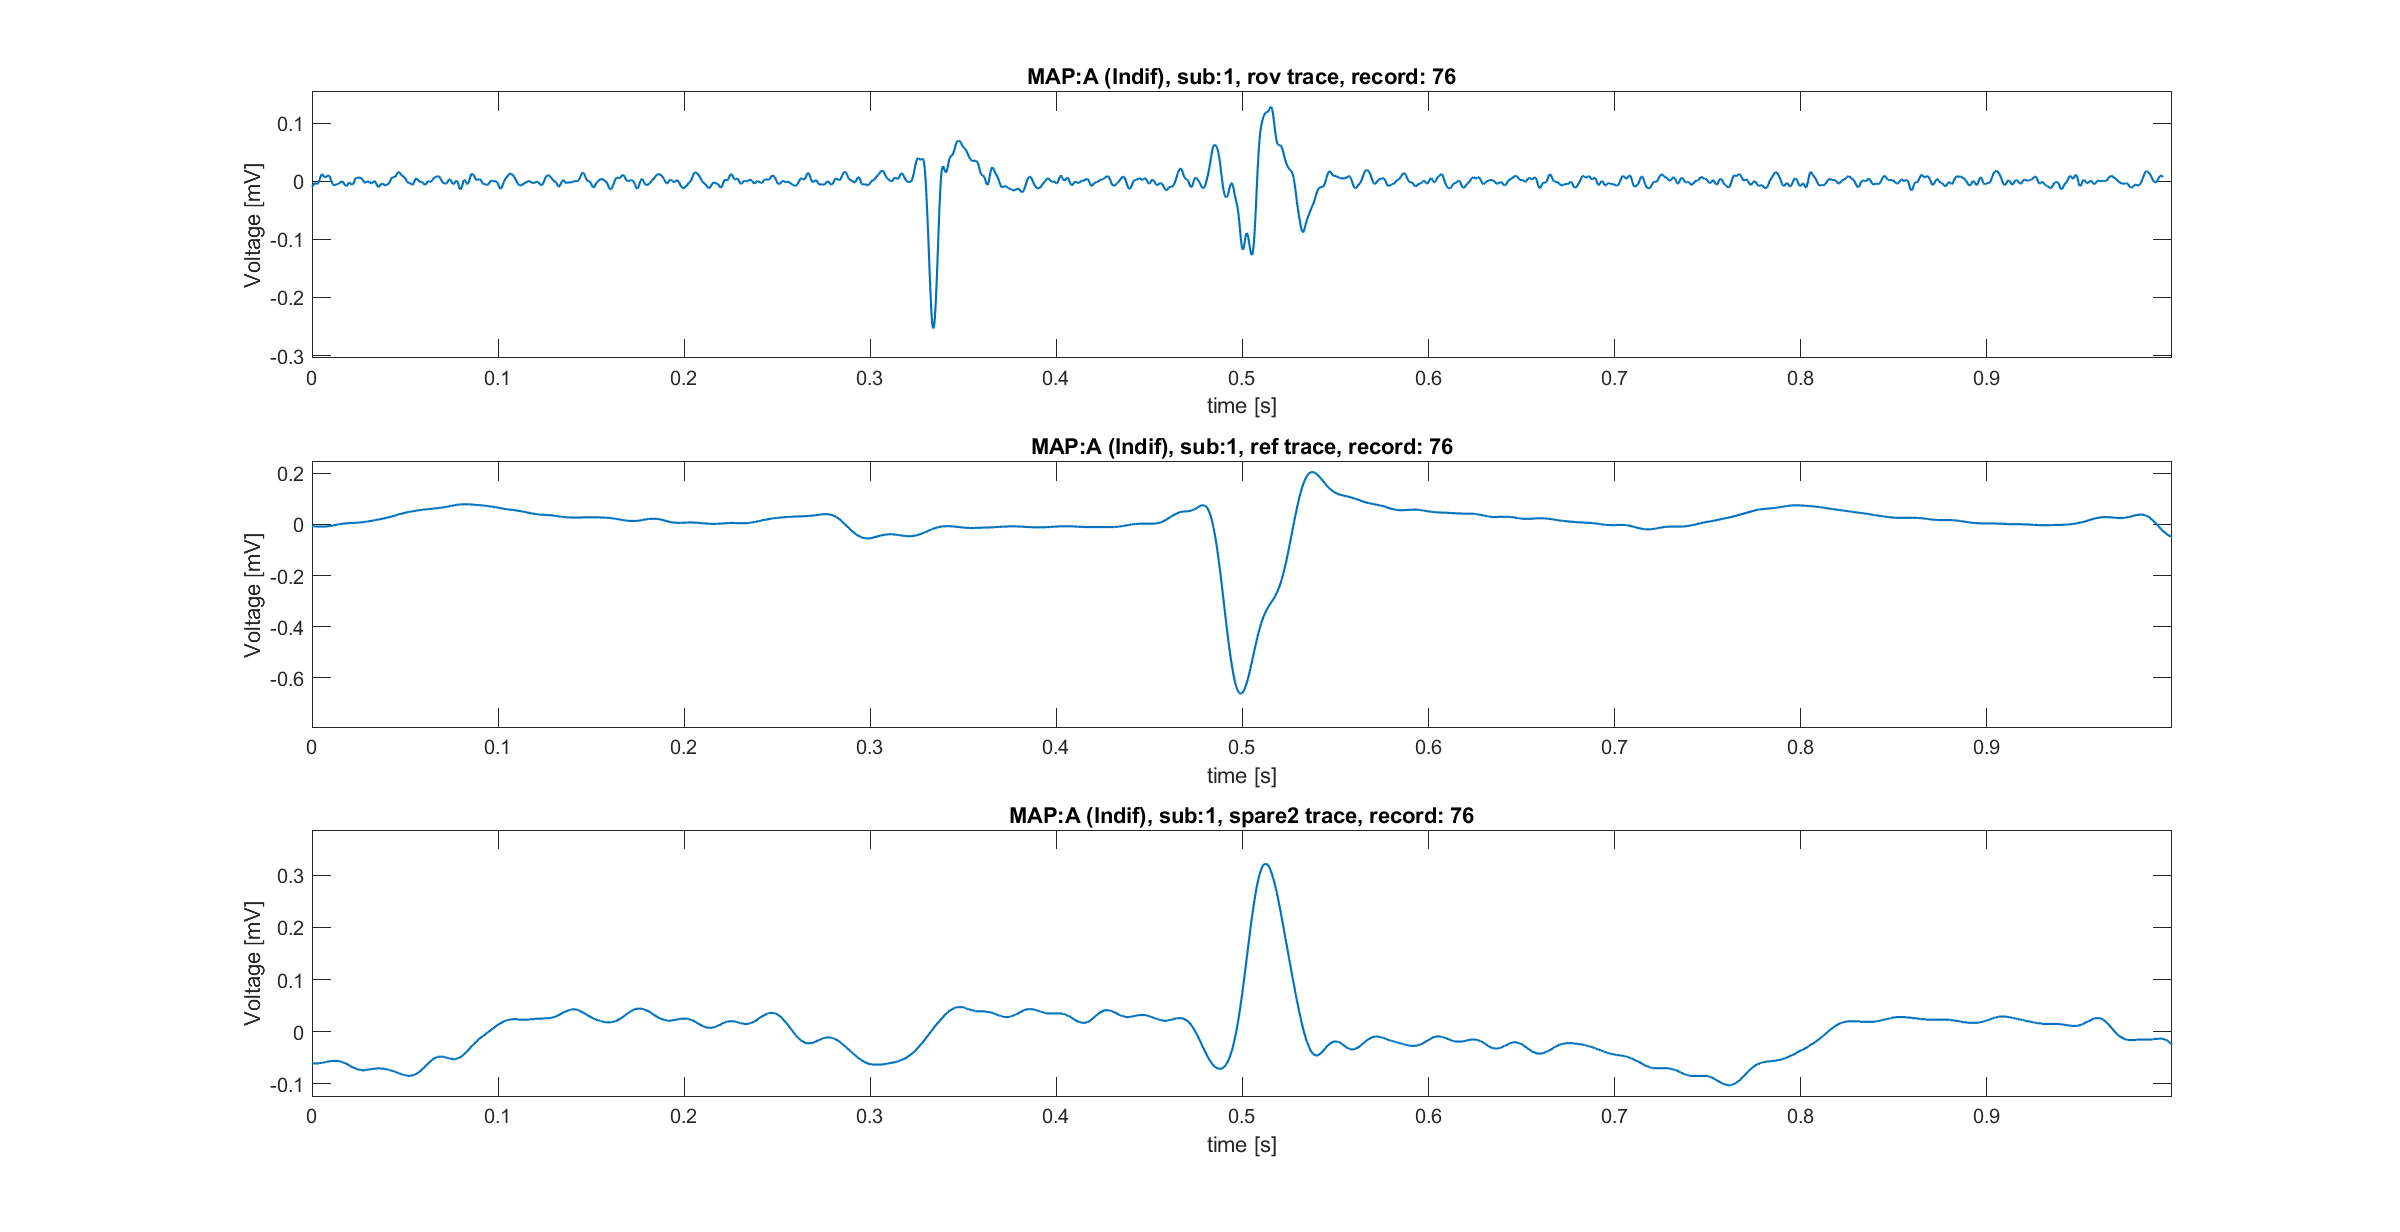 MAP:A (Indif), sub:1, rov trace, record: 76
Voltage [mV]
0.1
0
-0.1
-0.2
-0.3
0 0.1 0.2 0.3 0.4 0.5 0.6 0.7 0.8 0.9
time [s]
MAP:A (Indif), sub:1, ref trace, record: 76
Voltage [mV]
0.2
0
-0.2
-0.4
-0.6
0 0.1 0.2 0.3 0.4 0.5 0.6 0.7 0.8 0.9
time [s]
MAP:A (Indif), sub:1, spare2 trace, record: 76
Voltage [mV]
0.3
0.2
0.1
0
-0.1
0 0.1 0.2 0.3 0.4 0.5 0.6 0.7 0.8 0.9
time [s]